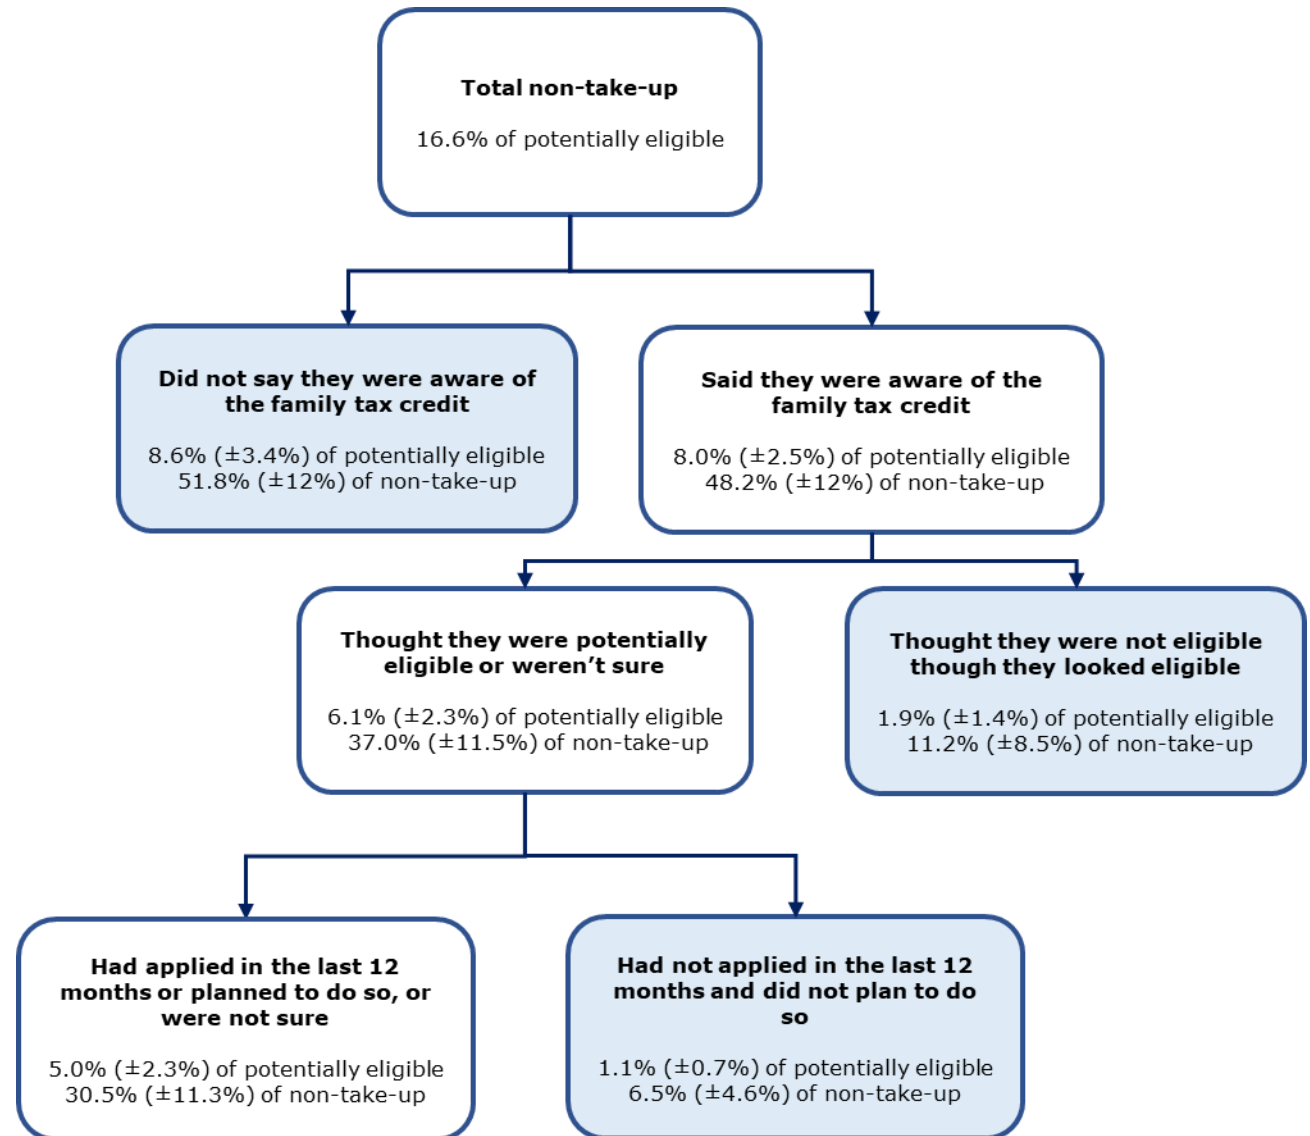 Total non-take-up
16.6% of potentially eligible
Did not say they were aware of
the family tax credit
8.6% (±3.4%) of potentially eligible
51.8% (±12%) of non-take-up
Said they were aware of the
family tax credit
8.0% (±2.5%) of potentially eligible
48.2% (±12%) of non-take-up
Thought they were potentially
eligible or weren't sure
6.1% (±2.3%) of potentially eligible
37.0% (±11.5%) of non-take-up
Thought they were not eligible
though they looked eligible
1.9% (±1.4%) of potentially eligible
11.2% (±8.5%) of non-take-up
Had applied in the last 12
months or planned to do so, or
were not sure
5.0% (±2.3%) of potentially eligible
30.5% (±11.3%) of non-take-up
Had not applied in the last 12
months and did not plan to do
so
1.1% (±0.7%) of potentially eligible
6.5% (±4.6%) of non-take-up